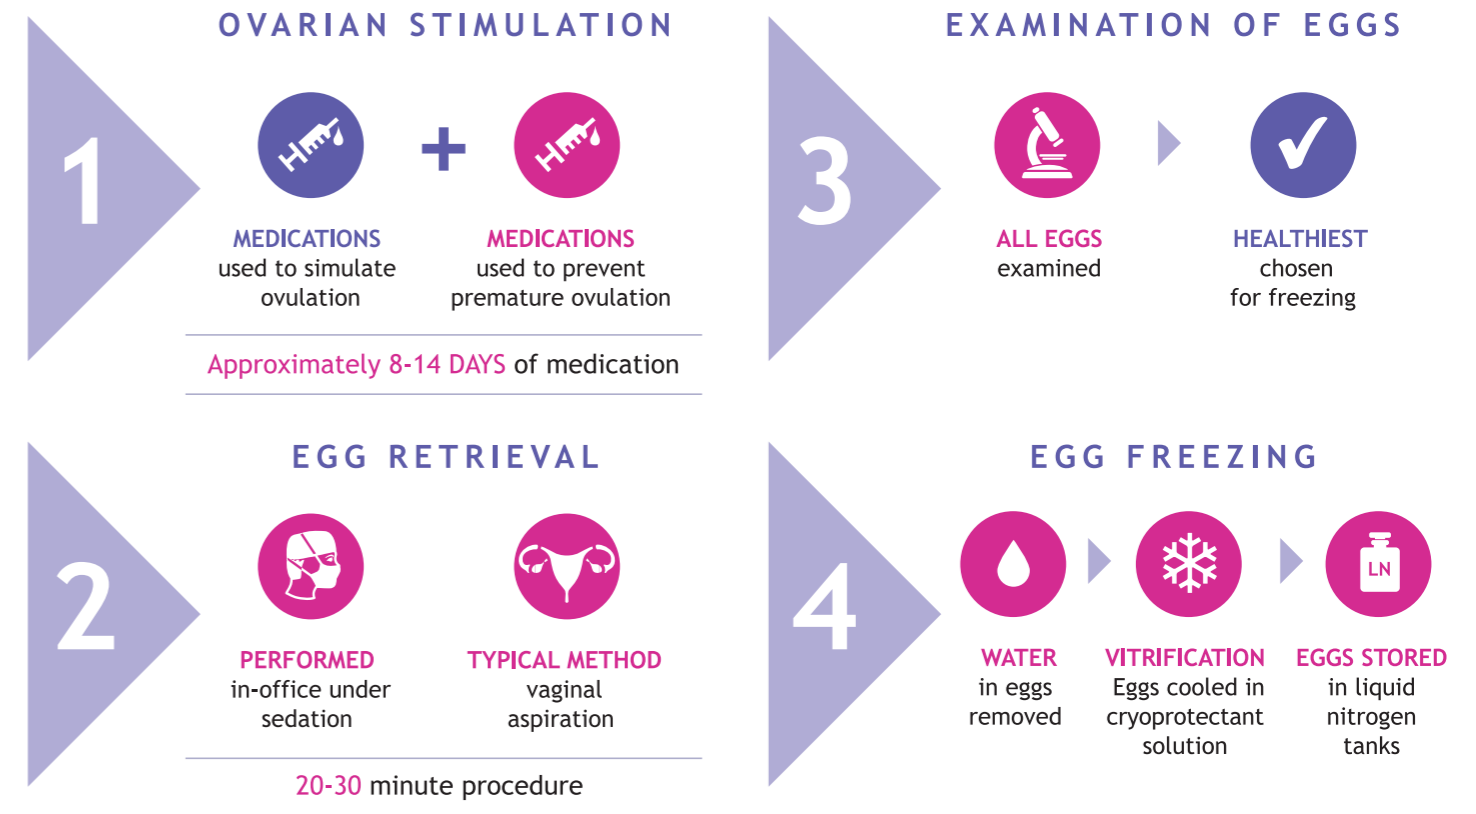 OVARIAN STIMULATION
1
MEDICATIONS
used to simulate
ovulation
+
MEDICATIONS
used to prevent
premature ovulation
Approximately 8-14 DAYS of medication
EGG RETRIEVAL
2
PERFORMED
in-office under
sedation
TYPICAL METHOD
vaginal
aspiration
20-30 minute procedure
EXAMINATION OF EGGS
3
ALL EGGS
examined
HEALTHIEST
chosen
for freezing
EGG FREEZING
4
WATER
in eggs
removed
VITRIFICATION
Eggs cooled in
cryoprotectant
solution
LN
EGGS STORED
in liquid
nitrogen
tanks